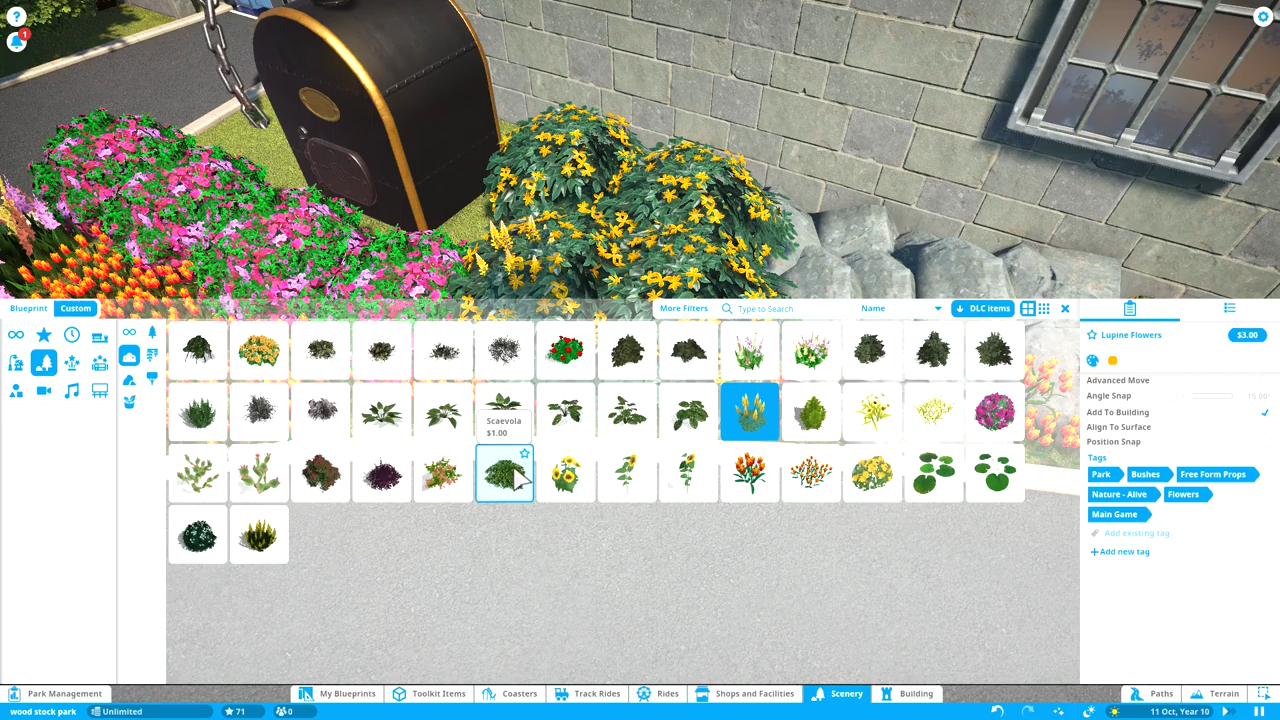 ?
1
Blueprint
Custom
More Filters
Type to Search
Name
DLC items
Lupine Flowers
$3.00
Advanced Move
Angle Snap
15.00°
Add To Building
Align To Surface
Position Snap
Tags
Park
Bushes
Free Form Props
Nature - Alive
Flowers
Main Game
Add existing tag
+Add new tag
Scaevola
$1.00
Park Management
My Blueprints
Toolkit Items
Coasters
Track Rides
Rides
Shops and Facilities
Scenery
Building
Paths
Terrain
wood stock park
Unlimited
71
0
11 Oct, Year 10